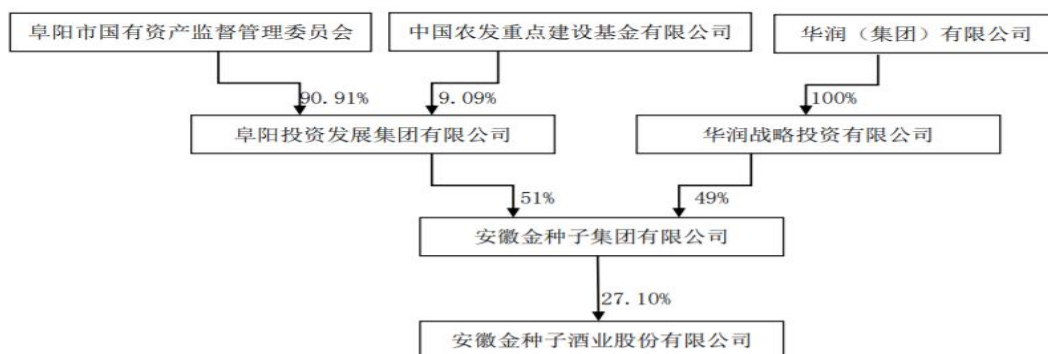 阜阳市国有资产监督管理委员会
中国农发重点建设基金有限公司
华润（集团）有限公司
90.91%
9.09%
100%
阜阳投资发展集团有限公司
华润战略投资有限公司
51%
49%
安徽金种子集团有限公司
27.10%
安徽金种子酒业股份有限公司